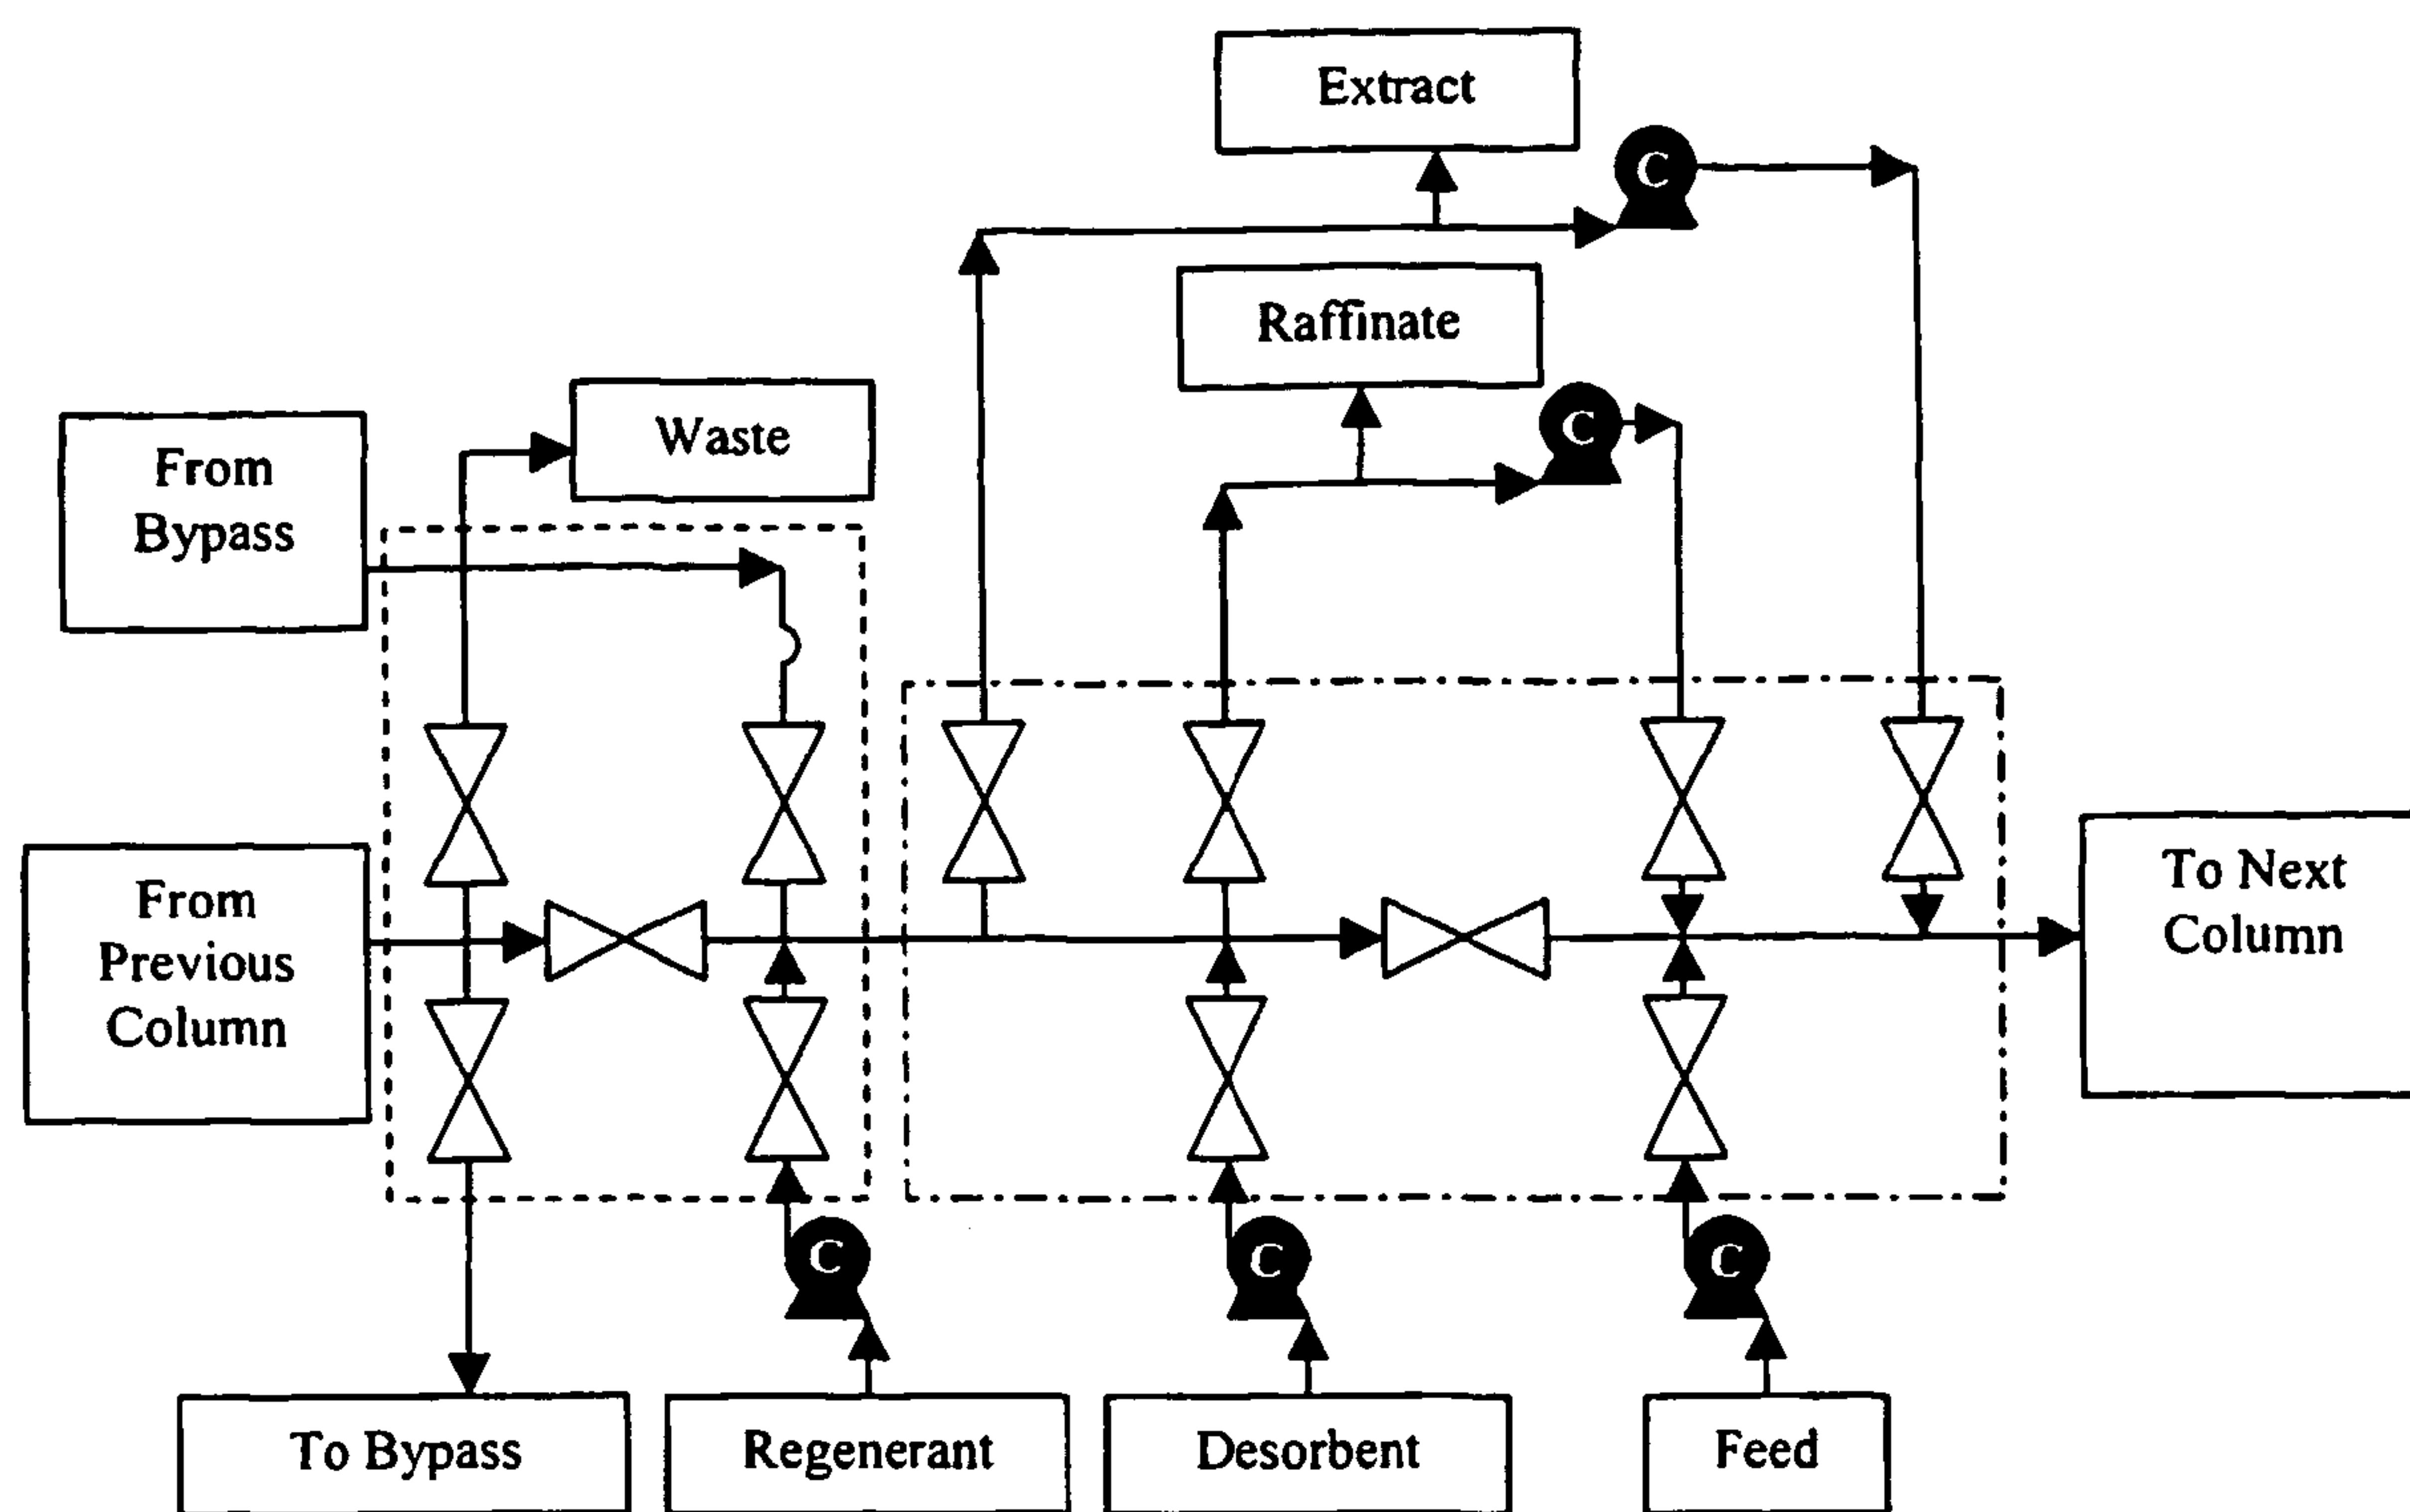 Extract
C
Raffinate
C
Waste
From
Bypass
From
Previous
Column
To Next
Column
C
C
C
To Bypass
Regenerant
Desorbent
Feed